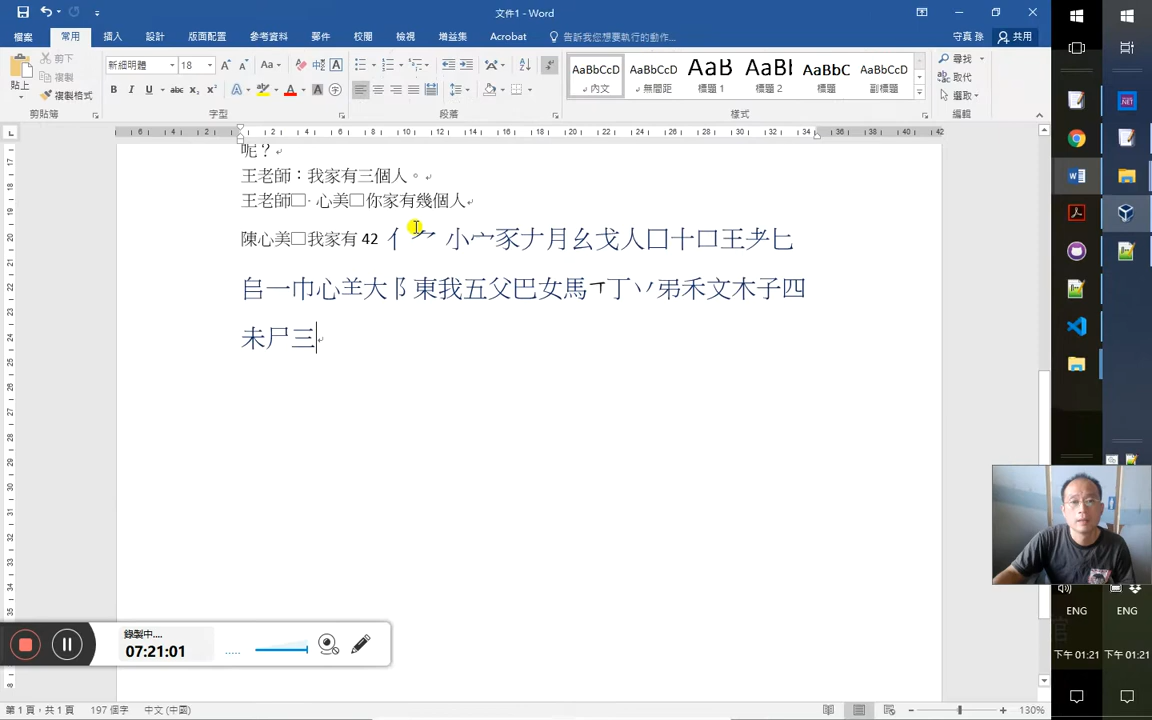 文件1 - Word
檔案 常用 插入 設計 版面配置 參考資料 郵件 校閱 檢視 增益集 Acrobat 告訴我您想要執行的動作... 守真 孫 共用
貼上 剪下 複製 複製格式
新細明體 18
AaBbCcD AaBbCcD AaB AaBl AaBbC AaBbCcD
內文 無間距 標題 1 標題 2 標題 副標題
尋找 取代 選取
剪貼簿 字型 段落 樣式 編輯
呢？
王老師：我家有三個人。
王老師□·心美□你家有幾個人
陳心美□我家有 42 亻 小宀豕ナ月幺戈人囗十口王耂匕
𠂤一巾心𦍌大阝東我五父巴女馬丅丁丷弟禾文木子四
未尸三
錄製中....
07:21:01
第 1 頁，共 1 頁 197 個字 中文 (中國) 130%
ENG ENG
下午 01:21 下午 01:21